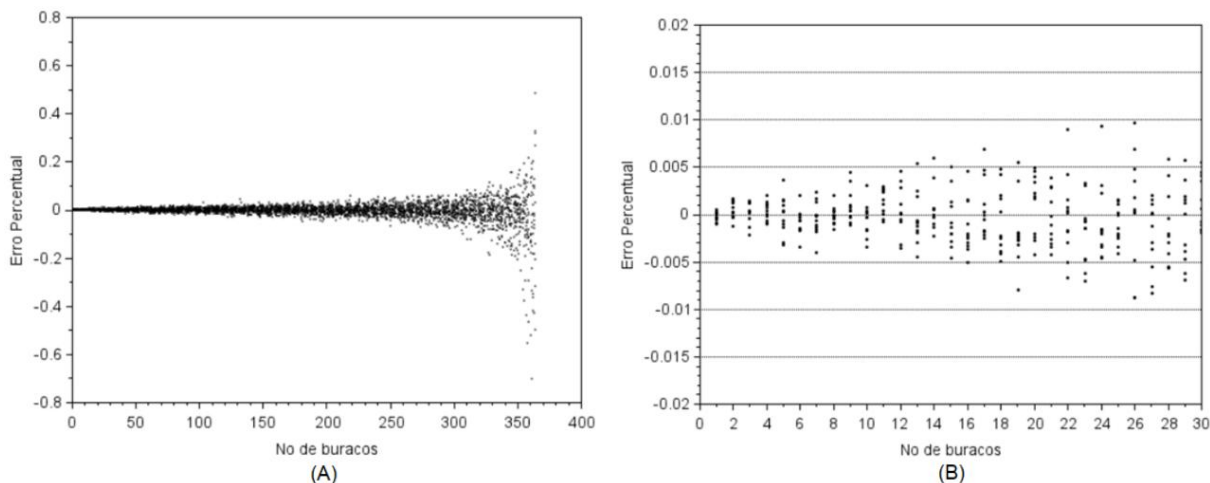 0.8
0.6
0.4
0.2
0
-0.2
-0.4
-0.6
-0.8
Erro Percentual
0 50 100 150 200 250 300 350 400
No de buracos
(A)
0.02
0.015
0.01
0.005
0
-0.005
-0.01
-0.015
-0.02
Erro Percentual
0 2 4 6 8 10 12 14 16 18 20 22 24 26 28 30
No de buracos
(B)